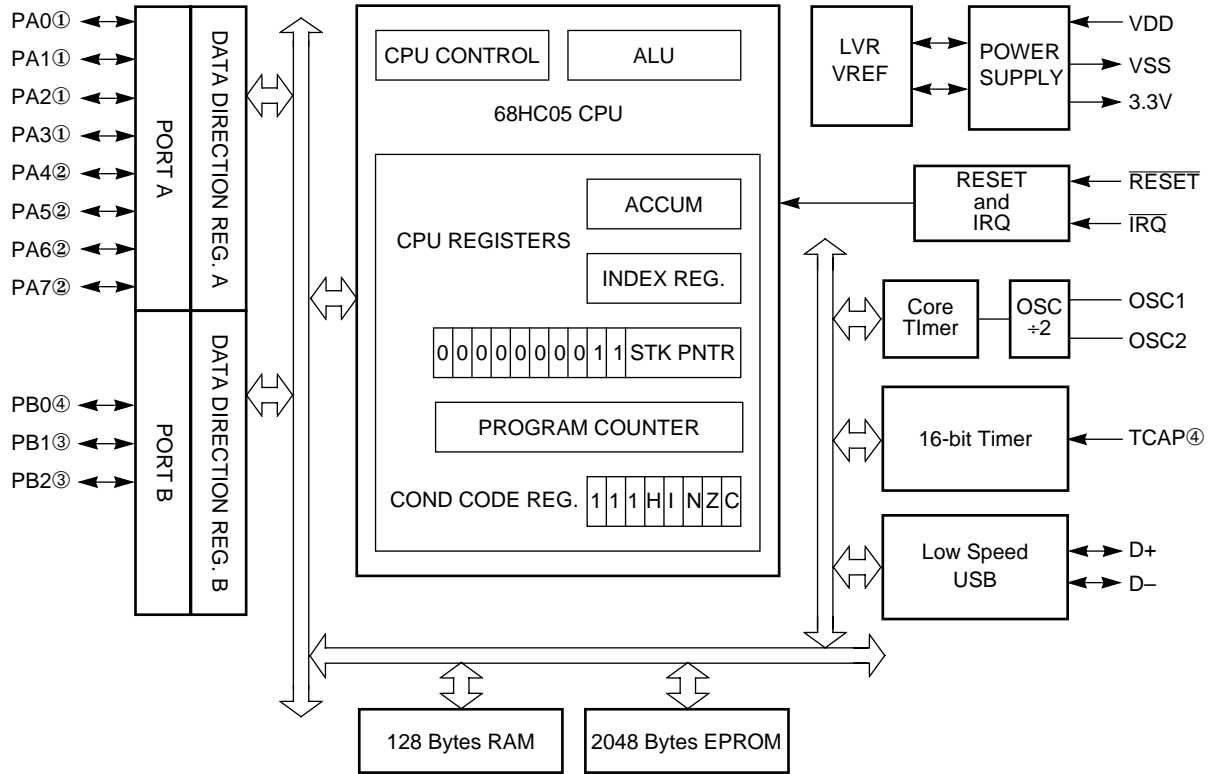 PA0①
PA1①
PA2①
PA3①
PA4②
PA5②
PA6②
PA7②
PORT A
DATA DIRECTION REG. A
PB0④
PB1③
PB2③
PORT B
DATA DIRECTION REG. B
CPU CONTROL
ALU
68HC05 CPU
CPU REGISTERS
ACCUM
INDEX REG.
0 0 0 0 0 0 0 0 1 1 STK PNTR
PROGRAM COUNTER
COND CODE REG. 1 1 1 H I N Z C
LVR
VREF
POWER
SUPPLY
VDD
VSS
3.3V
RESET
and
IRQ
RESET
IRQ
Core
TImer
OSC
÷2
OSC1
OSC2
16-bit Timer
TCAP④
Low Speed
USB
D+
D–
128 Bytes RAM
2048 Bytes EPROM